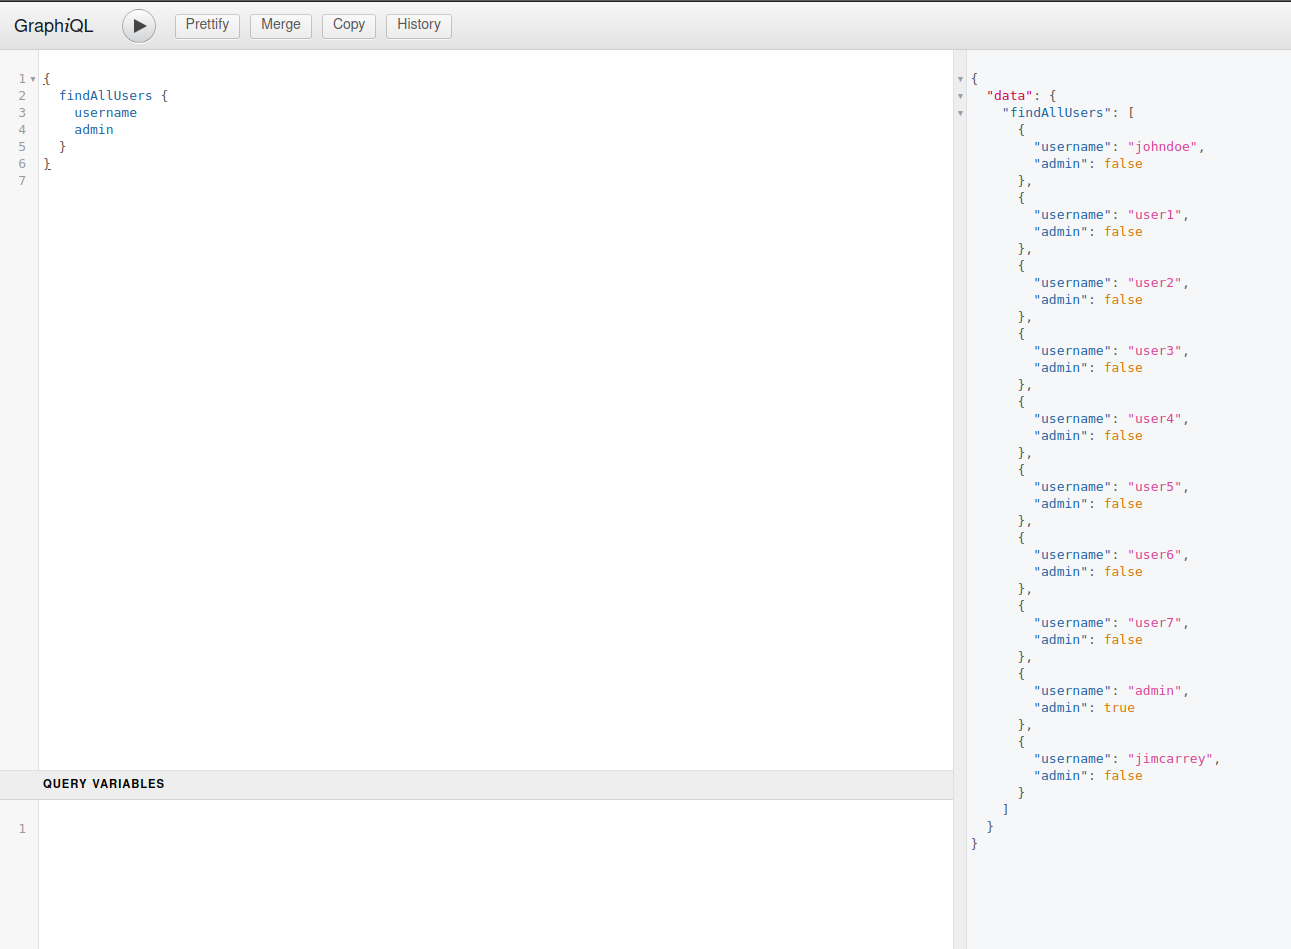 GraphiQL Prettify Merge Copy History
1 {
2   findAllUsers {
3     username
4     admin
5   }
6 }
7
QUERY VARIABLES
1
{
  "data": {
    "findAllUsers": [
      {
        "username": "johndoe",
        "admin": false
      },
      {
        "username": "user1",
        "admin": false
      },
      {
        "username": "user2",
        "admin": false
      },
      {
        "username": "user3",
        "admin": false
      },
      {
        "username": "user4",
        "admin": false
      },
      {
        "username": "user5",
        "admin": false
      },
      {
        "username": "user6",
        "admin": false
      },
      {
        "username": "user7",
        "admin": false
      },
      {
        "username": "admin",
        "admin": true
      },
      {
        "username": "jimcarrey",
        "admin": false
      }
    ]
  }
}